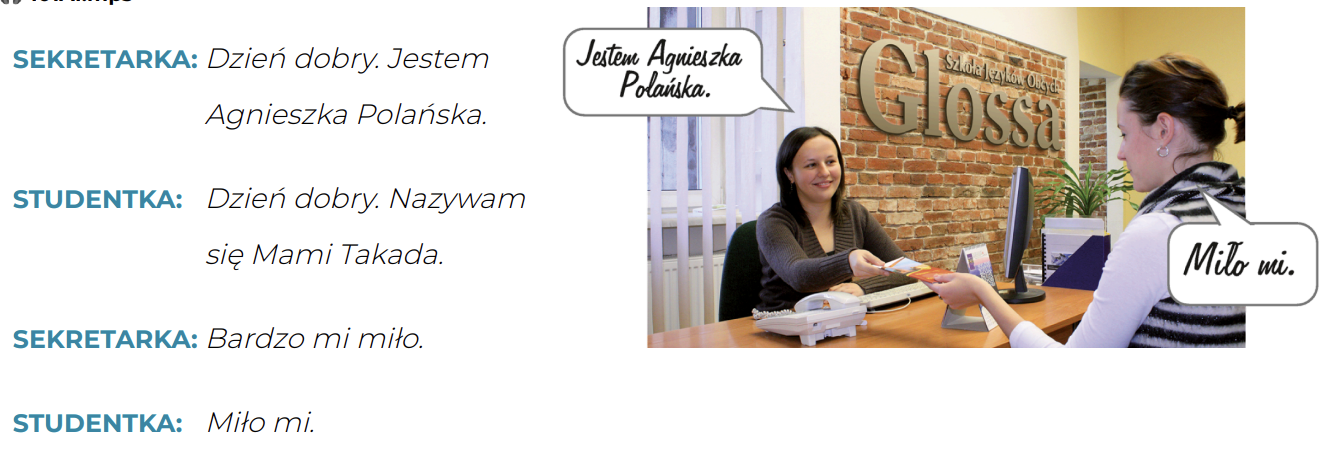 SEKRETARKA: Dzień dobry. Jestem
Agnieszka Polańska.
STUDENTKA: Dzień dobry. Nazywam
się Mami Takada.
SEKRETARKA: Bardzo mi miło.
STUDENTKA: Miło mi.
Jestem Agnieszka
Polańska.
Szkoła Języków Obcych
Glossa
Miło mi.